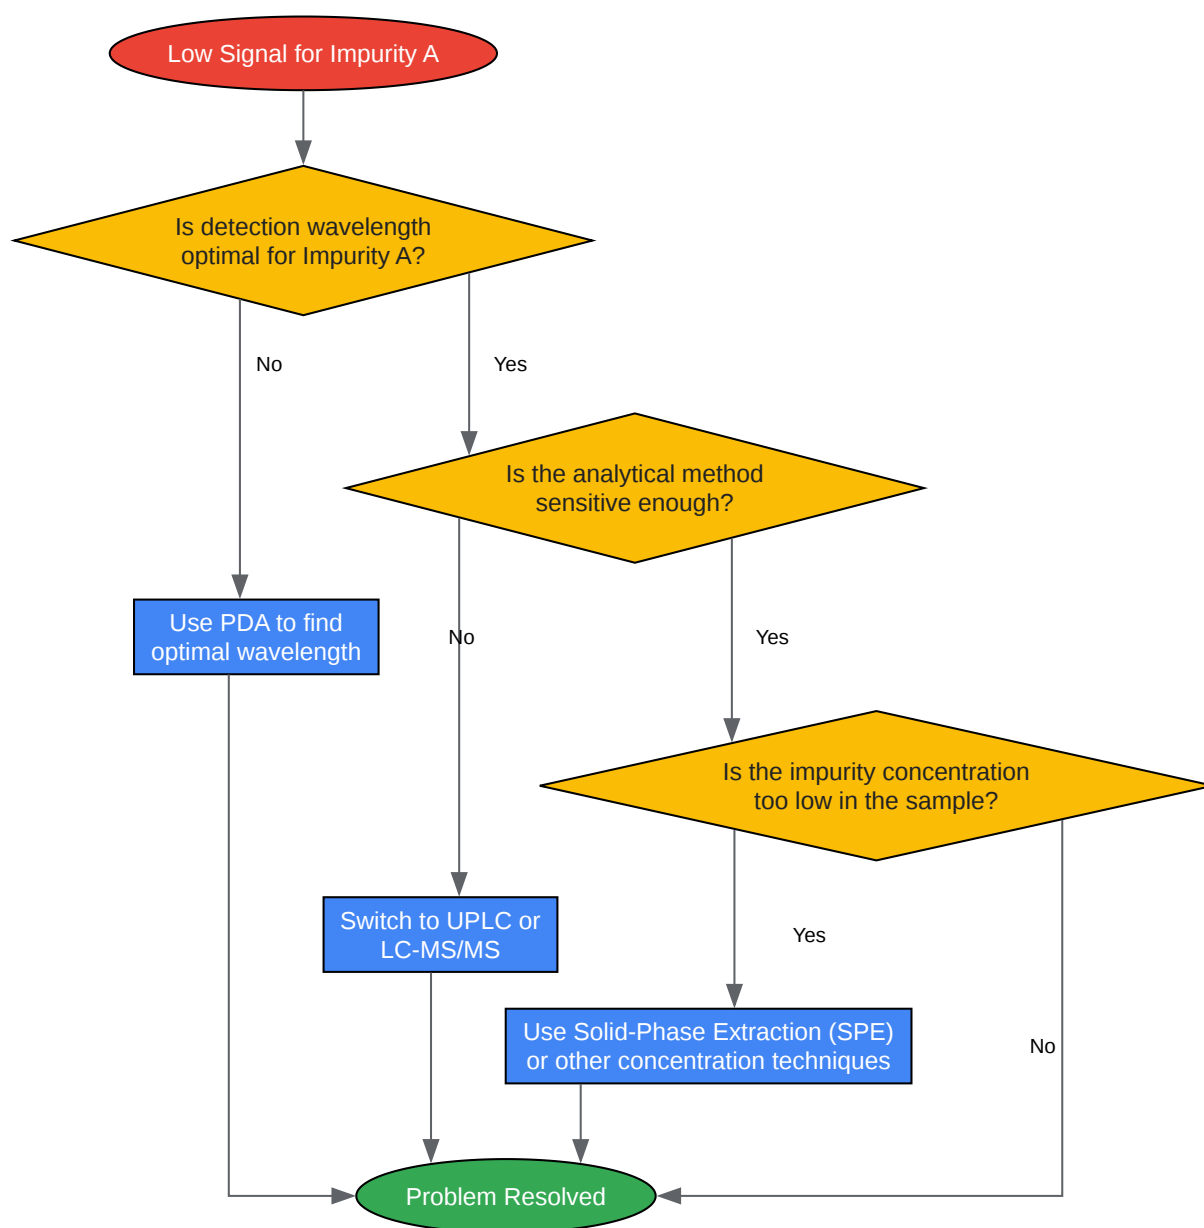 Low Signal for Impurity A
Is detection wavelength
optimal for Impurity A?
No
Yes
Is the analytical method
sensitive enough?
Use PDA to find
optimal wavelength
No
Yes
Is the impurity concentration
too low in the sample?
Switch to UPLC or
LC-MS/MS
Yes
Use Solid-Phase Extraction (SPE)
or other concentration techniques
No
Problem Resolved